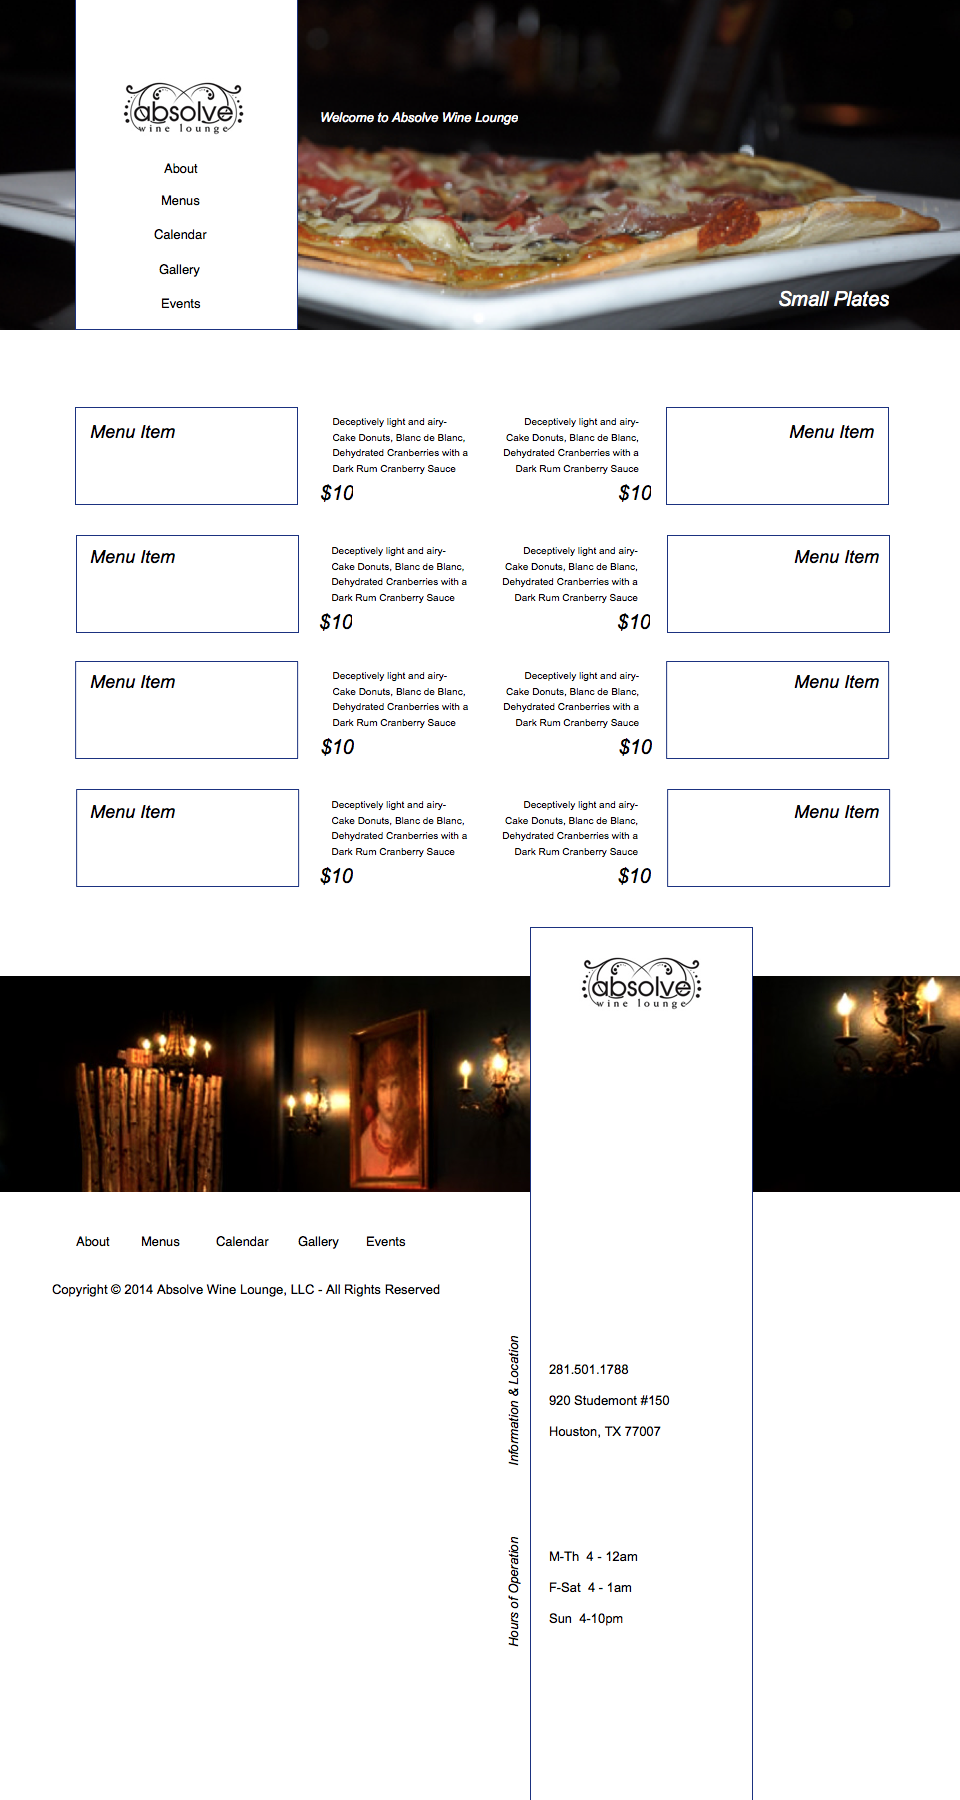 absolve
wine lounge
About
Menus
Calendar
Gallery
Events
Welcome to Absolve Wine Lounge
Small Plates
Menu Item
Deceptively light and airy-
Cake Donuts, Blanc de Blanc,
Dehydrated Cranberries with a
Dark Rum Cranberry Sauce
$10
Deceptively light and airy-
Cake Donuts, Blanc de Blanc,
Dehydrated Cranberries with a
Dark Rum Cranberry Sauce
$10
Menu Item
Menu Item
Deceptively light and airy-
Cake Donuts, Blanc de Blanc,
Dehydrated Cranberries with a
Dark Rum Cranberry Sauce
$10
Deceptively light and airy-
Cake Donuts, Blanc de Blanc,
Dehydrated Cranberries with a
Dark Rum Cranberry Sauce
$10
Menu Item
Menu Item
Deceptively light and airy-
Cake Donuts, Blanc de Blanc,
Dehydrated Cranberries with a
Dark Rum Cranberry Sauce
$10
Deceptively light and airy-
Cake Donuts, Blanc de Blanc,
Dehydrated Cranberries with a
Dark Rum Cranberry Sauce
$10
Menu Item
Menu Item
Deceptively light and airy-
Cake Donuts, Blanc de Blanc,
Dehydrated Cranberries with a
Dark Rum Cranberry Sauce
$10
Deceptively light and airy-
Cake Donuts, Blanc de Blanc,
Dehydrated Cranberries with a
Dark Rum Cranberry Sauce
$10
Menu Item
absolve
wine lounge
About Menus Calendar Gallery Events
Copyright © 2014 Absolve Wine Lounge, LLC - All Rights Reserved
Information & Location
281.501.1788
920 Studemont #150
Houston, TX 77007
Hours of Operation
M-Th 4 - 12am
F-Sat 4 - 1am
Sun 4-10pm